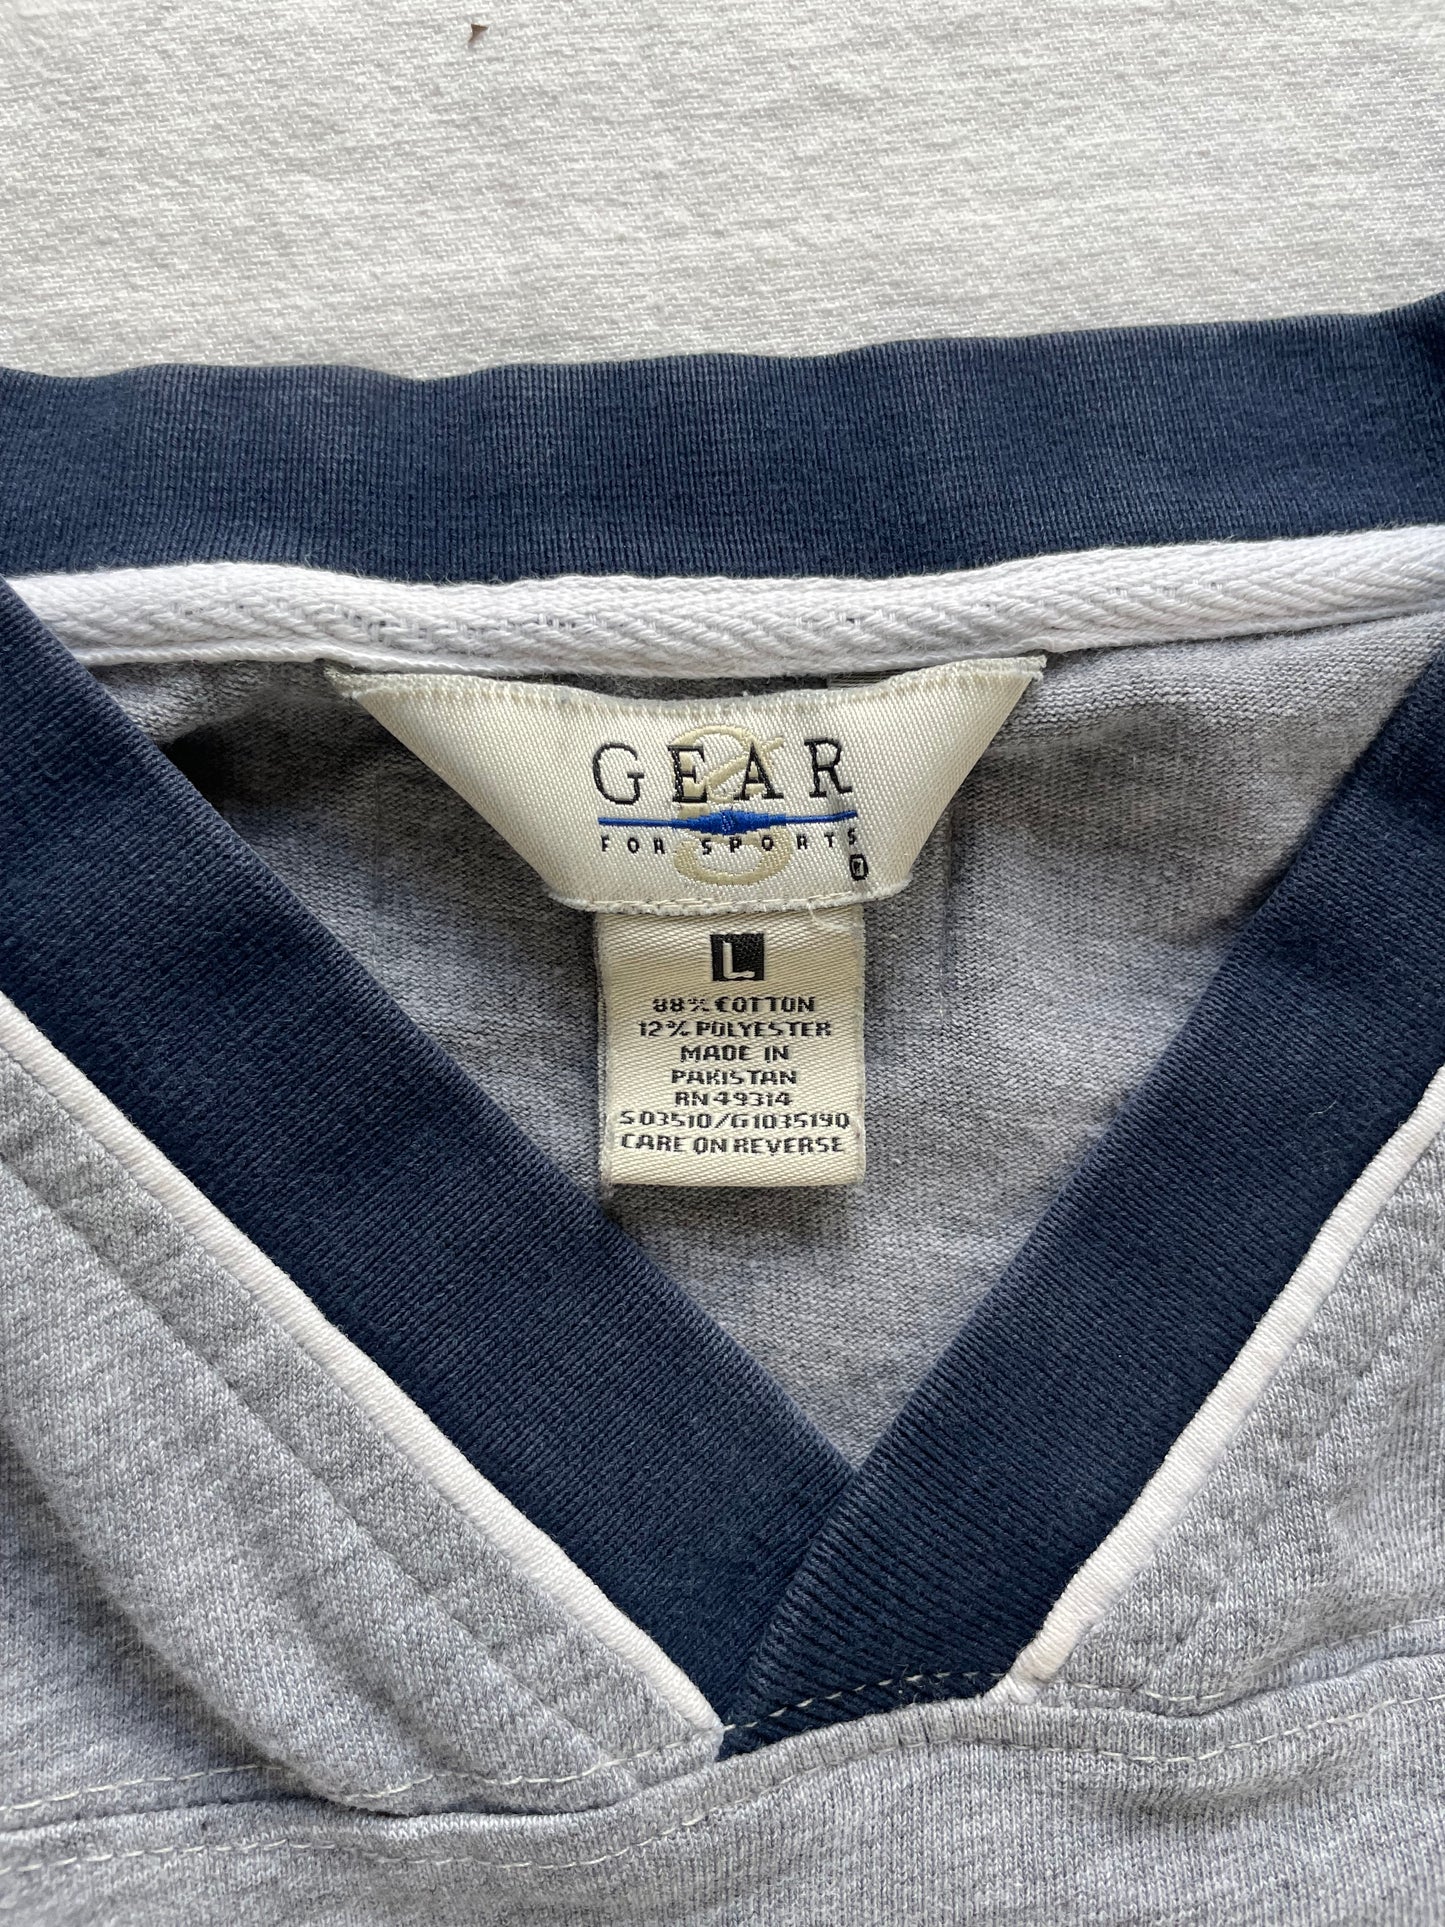 GEAR
FOR SPORTS
L
88% COTTON
12% POLYESTER
MADE IN
PAKISTAN
RN 49314
S03510/G1035190
CARE ON REVERSE